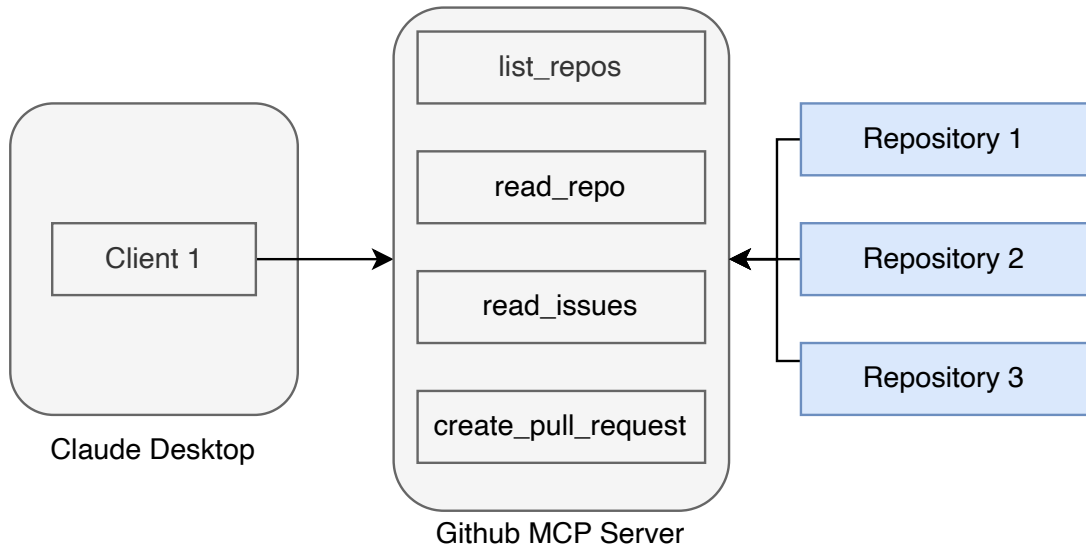 Client 1
Claude Desktop
list_repos
read_repo
read_issues
create_pull_request
Github MCP Server
Repository 1
Repository 2
Repository 3